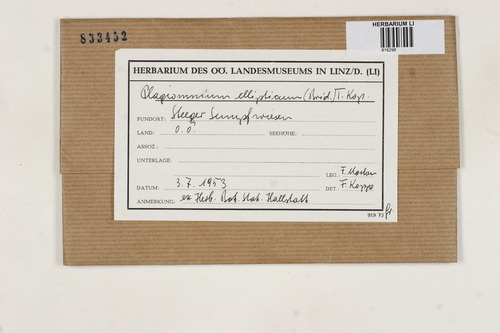 833452
HERBARIUM LI
HERBARIUM DES OÖ. LANDESMUSEUMS IN LINZ/D. (LI)
Plagiomnium ellipticum (Brid.) T. Kop.
FUNDORT: Steeger Sumpfwiesen
LAND: O.Ö. SEEHÖHE:
ASSOZ.:
UNTERLAGE:
LEG. F. Morton
DATUM: 3.7.1953 DET. F. Koppe
ANMERKUNG: ex Herb. Bot. Stat. Hallstatt
919 73